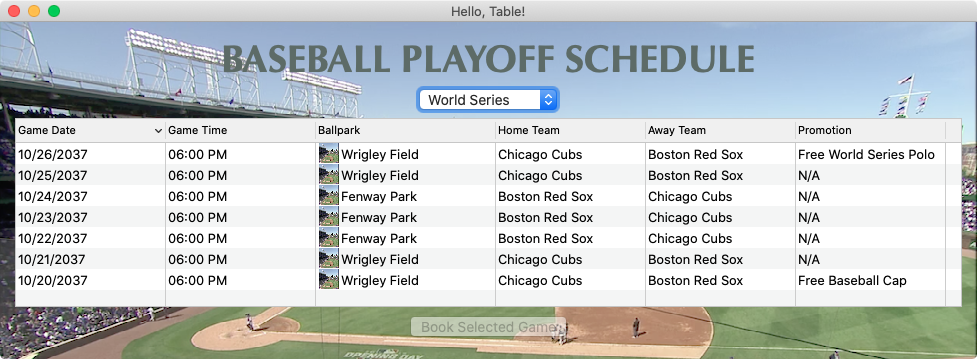 Hello, Table!
BASEBALL PLAYOFF SCHEDULE
World Series
Game Date Game Time Ballpark Home Team Away Team Promotion
10/26/2037 06:00 PM Wrigley Field Chicago Cubs Boston Red Sox Free World Series Polo
10/25/2037 06:00 PM Wrigley Field Chicago Cubs Boston Red Sox N/A
10/24/2037 06:00 PM Fenway Park Boston Red Sox Chicago Cubs N/A
10/23/2037 06:00 PM Fenway Park Boston Red Sox Chicago Cubs N/A
10/22/2037 06:00 PM Fenway Park Boston Red Sox Chicago Cubs N/A
10/21/2037 06:00 PM Wrigley Field Chicago Cubs Boston Red Sox N/A
10/20/2037 06:00 PM Wrigley Field Chicago Cubs Boston Red Sox Free Baseball Cap
Book Selected Game
OPENING DAY